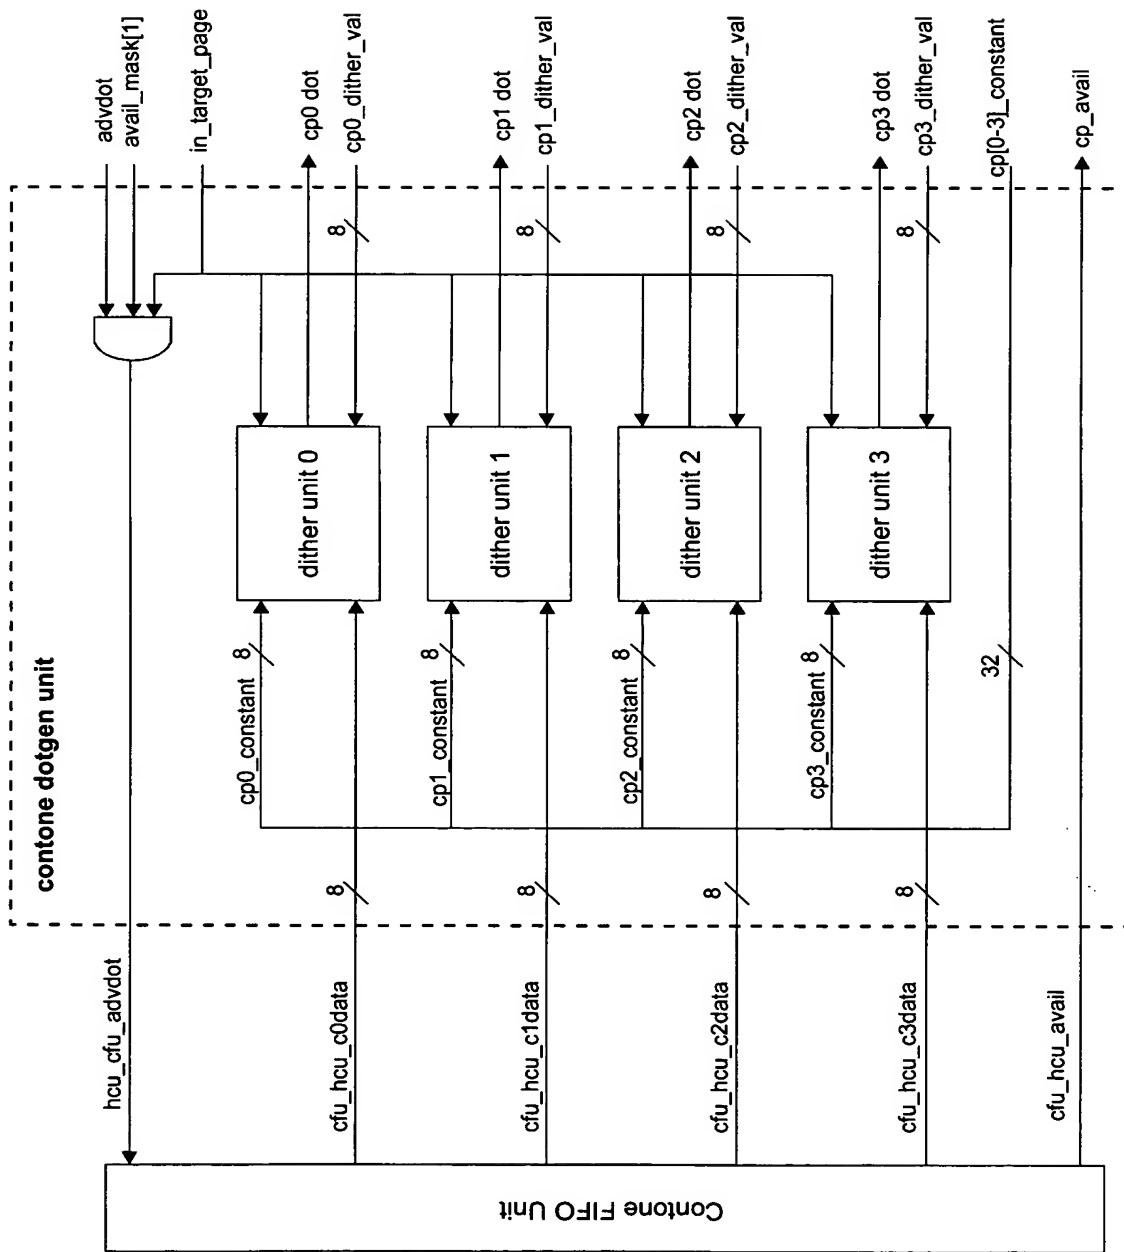 contone dotgen unit
Contone FIFO Unit
hcu_cfu_advdot
advdot
avail_mask[1]
in_target_page
cfu_hcu_c0data
8
cp0_constant
8
dither unit 0
8
cp0 dot
cp0_dither_val
cfu_hcu_c1data
8
cp1_constant
8
dither unit 1
8
cp1 dot
cp1_dither_val
cfu_hcu_c2data
8
cp2_constant
8
dither unit 2
8
cp2 dot
cp2_dither_val
cfu_hcu_c3data
8
cp3_constant
8
dither unit 3
8
cp3 dot
cp3_dither_val
32
cp[0-3]_constant
cfu_hcu_avail
cp_avail